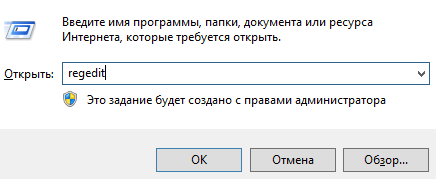 Введите имя программы, папки, документа или ресурса
Интернета, которые требуется открыть.
Открыть: regedit
Это задание будет создано с правами администратора
ОК Отмена Обзор...